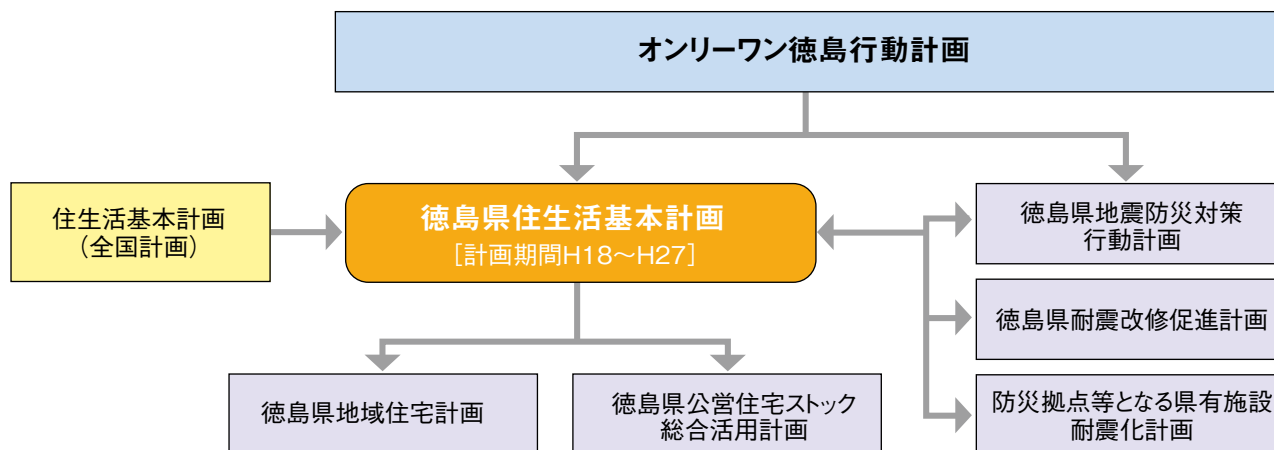 オンリーワン徳島行動計画
住生活基本計画
（全国計画）
徳島県住生活基本計画
［計画期間H18～H27］
徳島県地震防災対策
行動計画
徳島県耐震改修促進計画
徳島県地域住宅計画
徳島県公営住宅ストック
総合活用計画
防災拠点等となる県有施設
耐震化計画